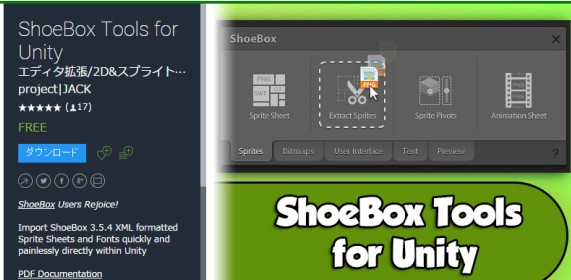 ShoeBox Tools for
Unity
エディタ拡張/2D&スプライト…
project|JACK
★★★★★ (17)
FREE
ダウンロード
ShoeBox Users Rejoice!
Import ShoeBox 3.5.4 XML formatted
Sprite Sheets and Fonts quickly and
painlessly directly within Unity
PDF Documentation
ShoeBox
PNG
SWF
PNG
Sprite Sheet
Extract Sprites
Sprite Pivots
Animation Sheet
Sprites
Bitmaps
User Interface
Text
Preview
?
ShoeBox Tools
for Unity